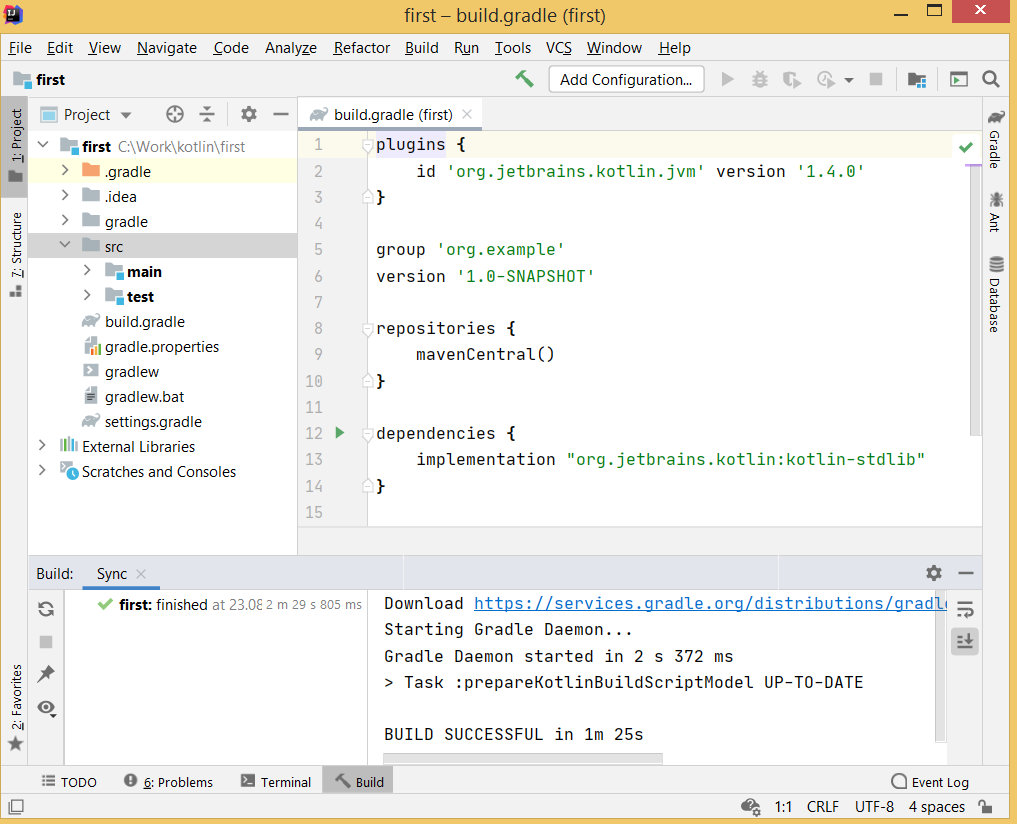 first – build.gradle (first)
File Edit View Navigate Code Analyze Refactor Build Run Tools VCS Window Help
first
Add Configuration...
1: Project
7: Structure
2: Favorites
Project
first C:\Work\kotlin\first
.gradle
.idea
gradle
src
main
test
build.gradle
gradle.properties
gradlew
gradlew.bat
settings.gradle
External Libraries
Scratches and Consoles
build.gradle (first)
1 plugins {
2 id 'org.jetbrains.kotlin.jvm' version '1.4.0'
3 }
4
5 group 'org.example'
6 version '1.0-SNAPSHOT'
7
8 repositories {
9 mavenCentral()
10 }
11
12 dependencies {
13 implementation "org.jetbrains.kotlin:kotlin-stdlib"
14 }
15
Gradle
Ant
Database
Build: Sync
first: finished at 23.08 2 m 29 s 805 ms
Download https://services.gradle.org/distributions/gradle
Starting Gradle Daemon...
Gradle Daemon started in 2 s 372 ms
> Task :prepareKotlinBuildScriptModel UP-TO-DATE
BUILD SUCCESSFUL in 1m 25s
TODO 6: Problems Terminal Build Event Log
1:1 CRLF UTF-8 4 spaces